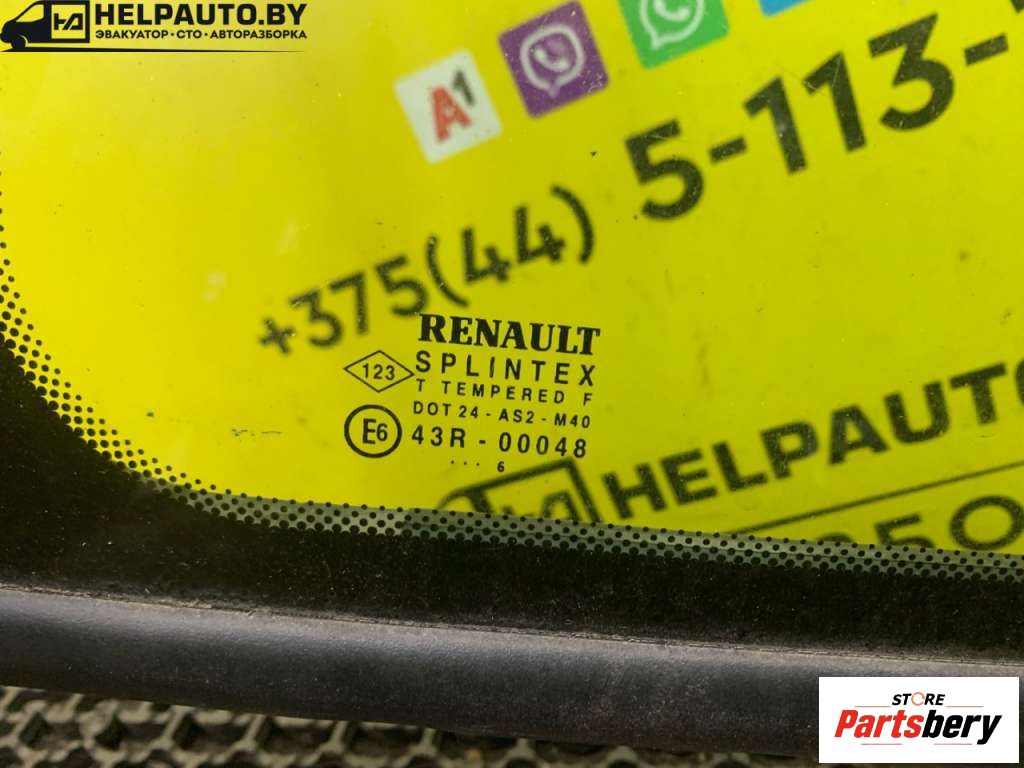 HELPAUTO.BY
ЭВАКУАТОР·СТО·АВТОРАЗБОРКА
A1
+375(44) 5-113-
RENAULT
123
SPLINTEX
T TEMPERED F
DOT 24 - AS2 - M40
E6 43R - 00048
··· 6
HELPAUTO
STORE
Partsbery